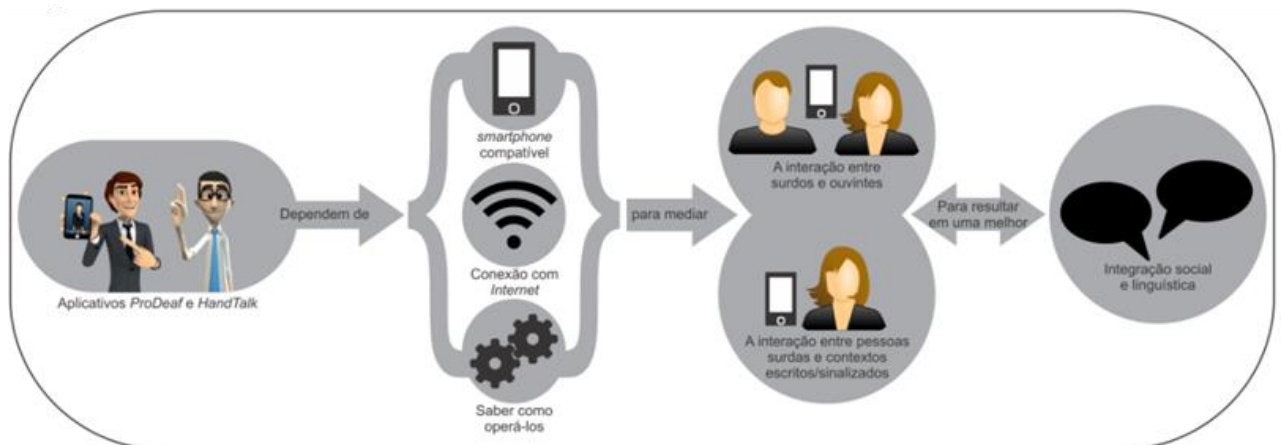 Aplicativos ProDeaf e HandTalk
Dependem de
smartphone
compatível
Conexão com
Internet
Saber como
operá-los
para mediar
A interação entre
surdos e ouvintes
A interação entre pessoas
surdas e contextos
escritos/sinalizados
Para resultar
em uma melhor
Integração social
e linguística